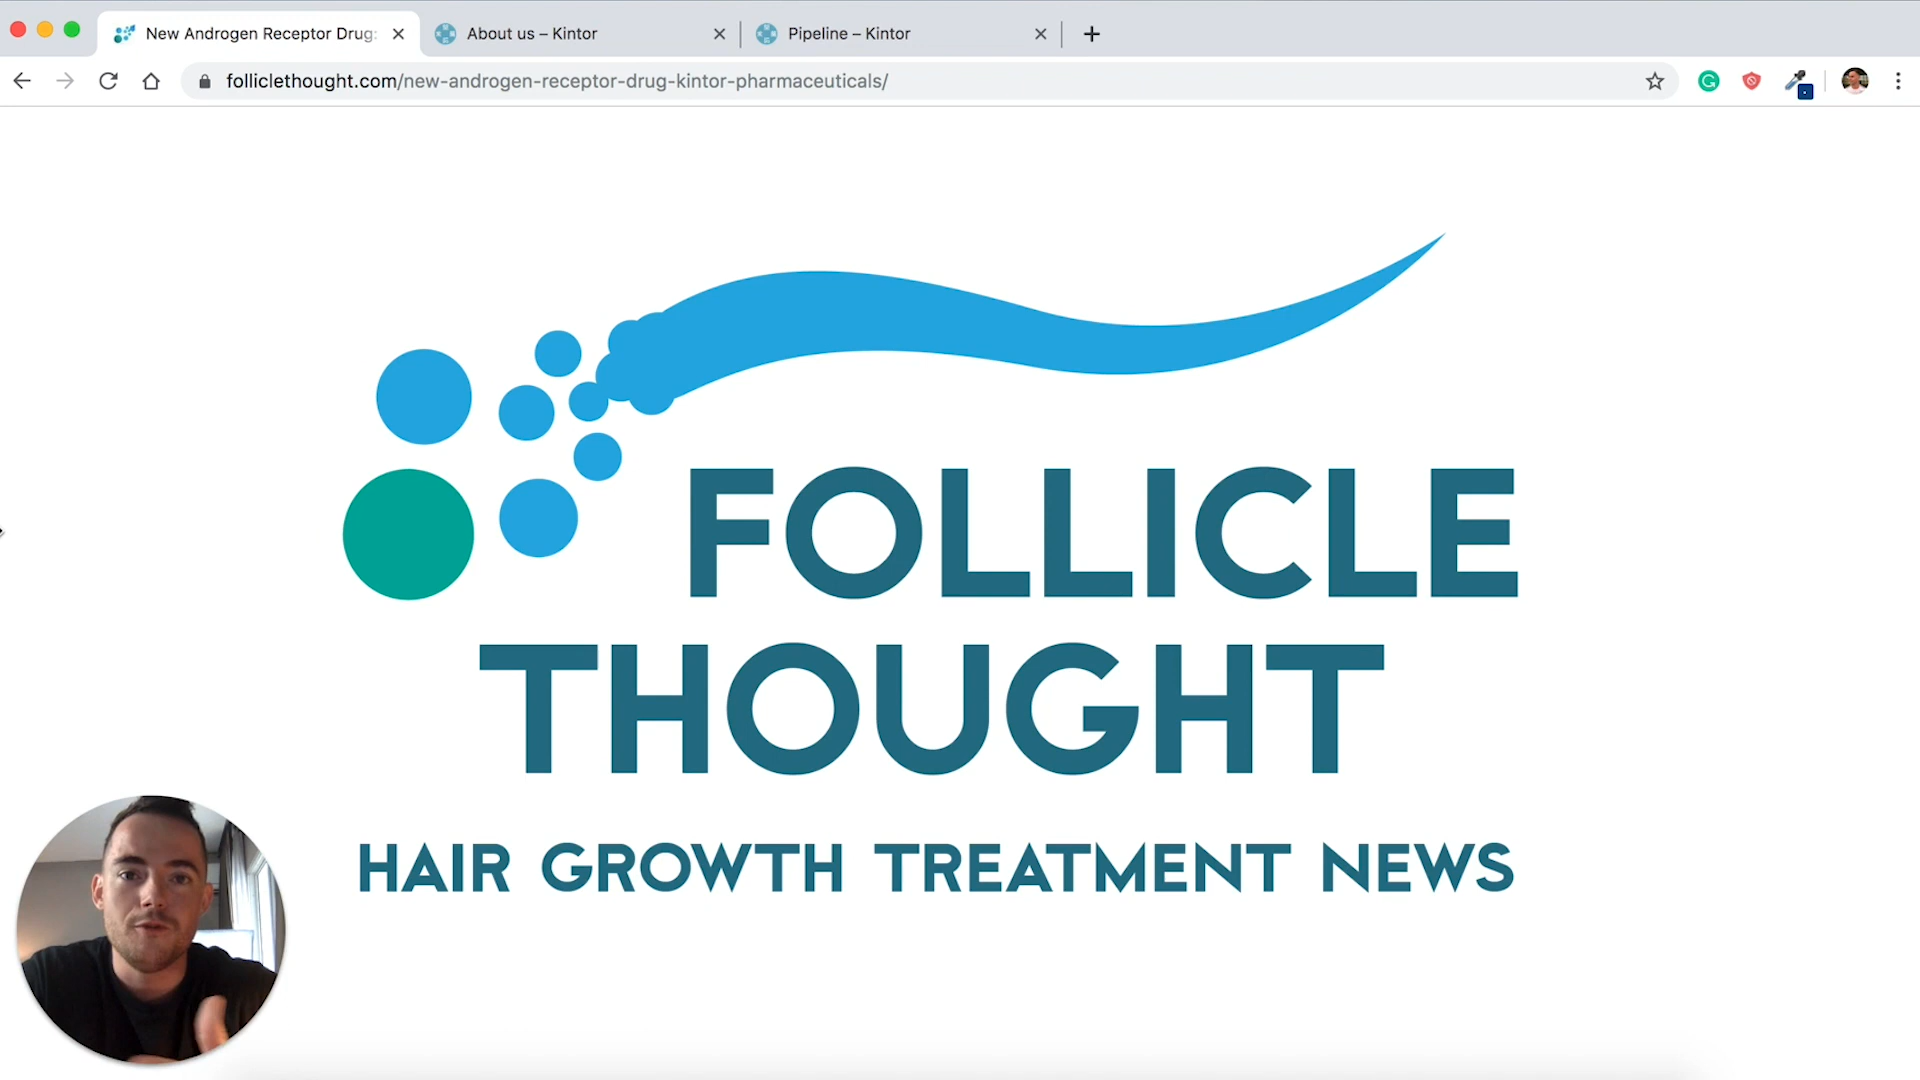 New Androgen Receptor Drug:
About us – Kintor
Pipeline – Kintor
folliclethought.com/new-androgen-receptor-drug-kintor-pharmaceuticals/
FOLLICLE
THOUGHT
HAIR GROWTH TREATMENT NEWS